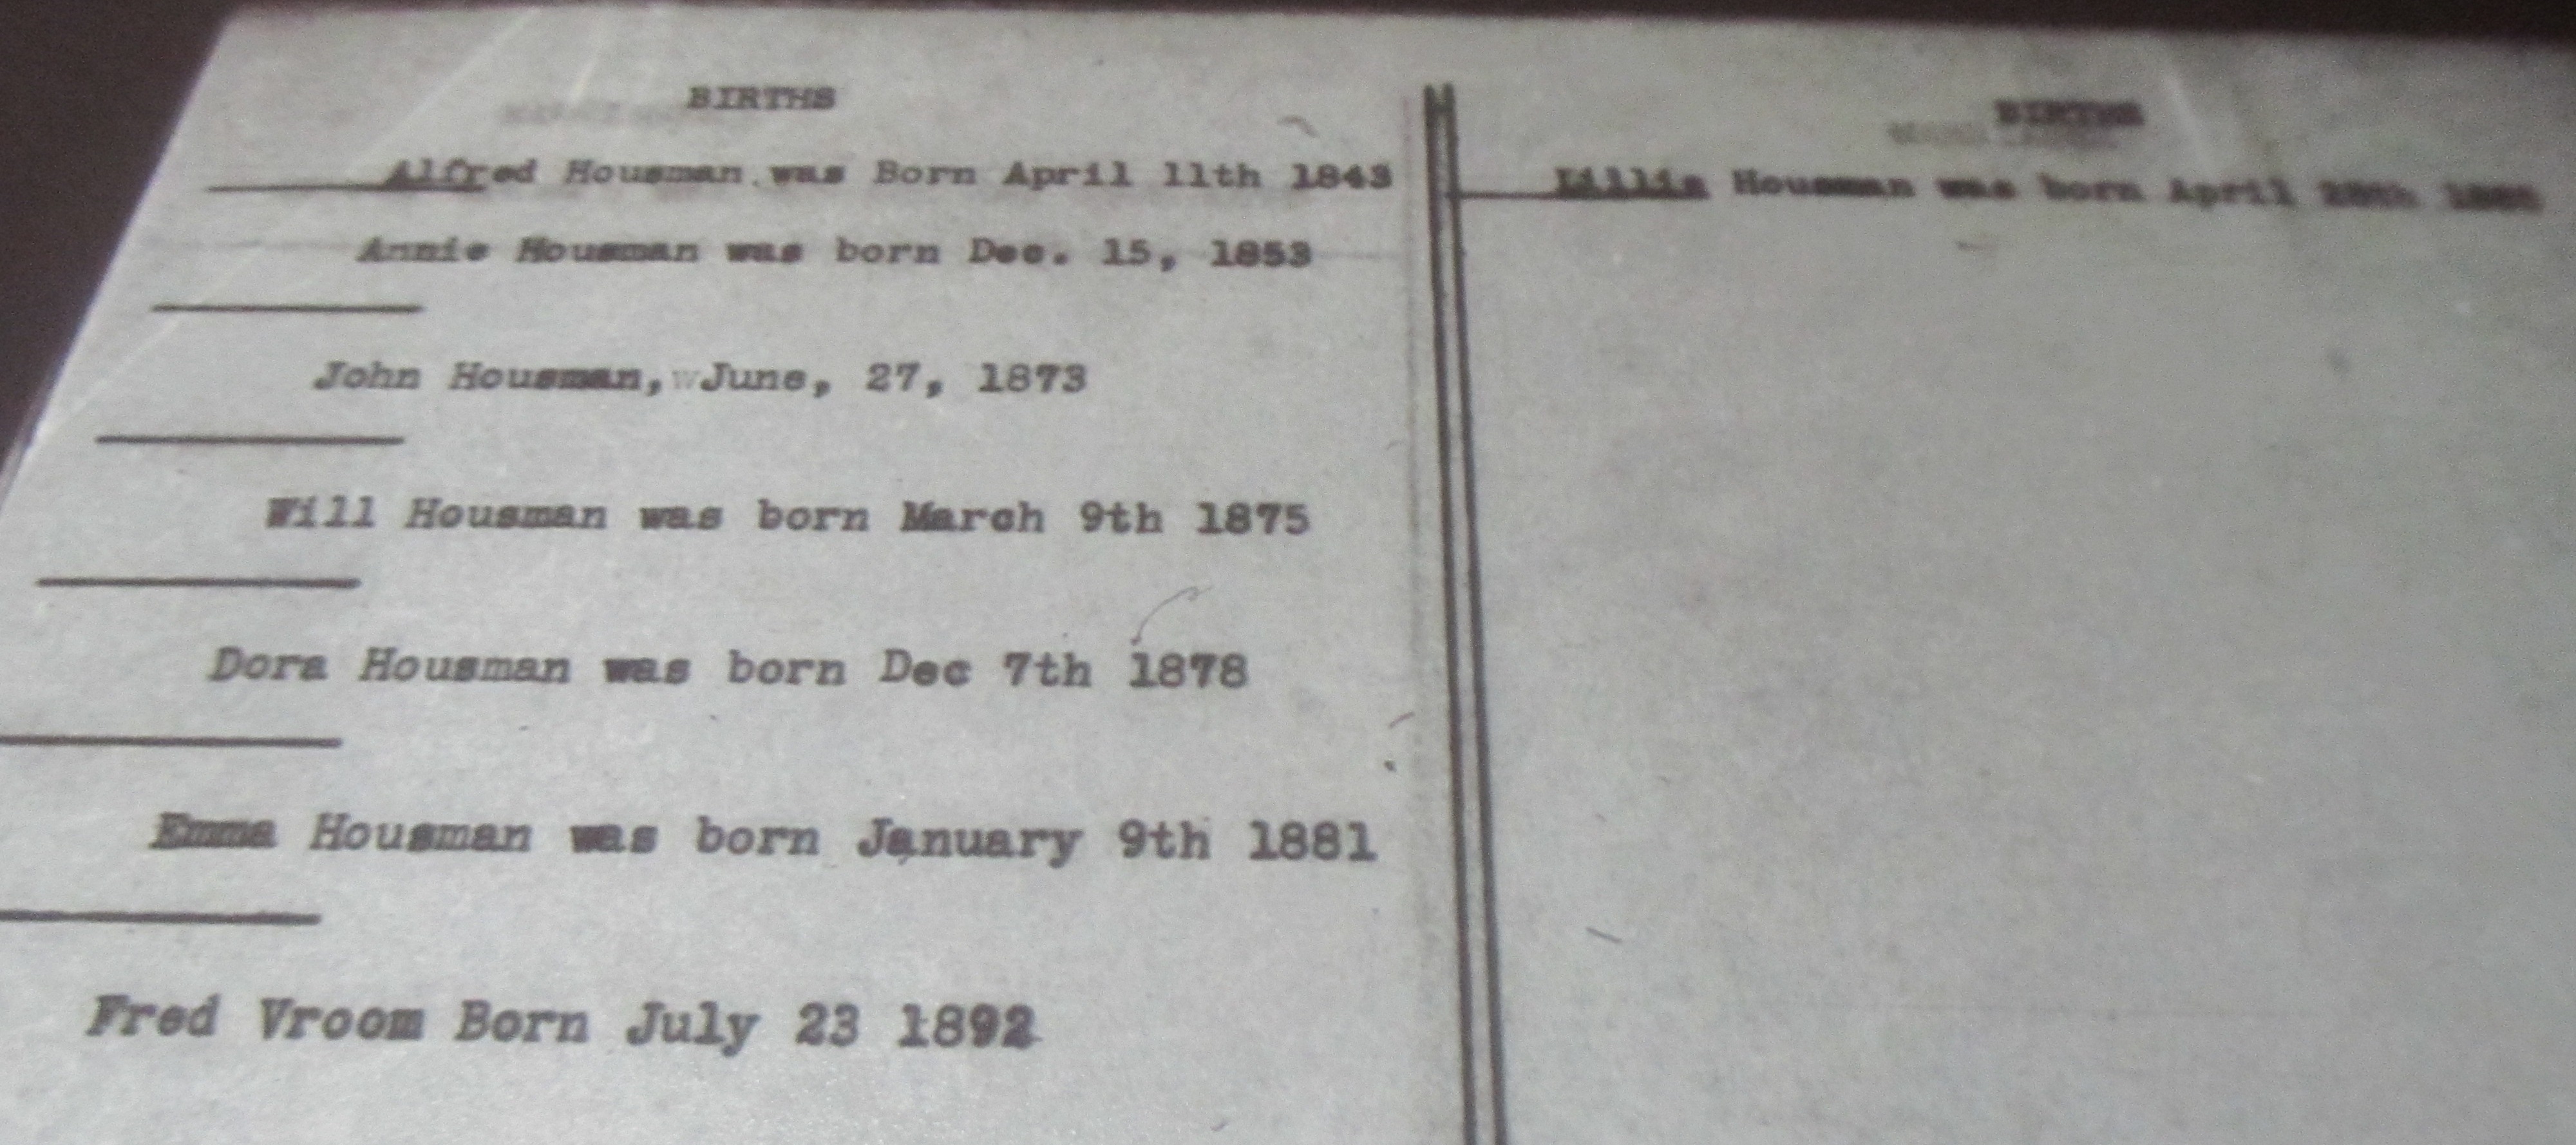 BIRTHS
Alfred Housman was Born April 11th 1843
Annie Housman was born Dec. 15, 1853
John Housman, wJune, 27, 1873
Will Housman was born March 9th 1875
Dora Housman was born Dec 7th 1878
Emma Housman was born January 9th 1881
Fred Vroom Born July 23 1892
BIRTHS
Housman was born April